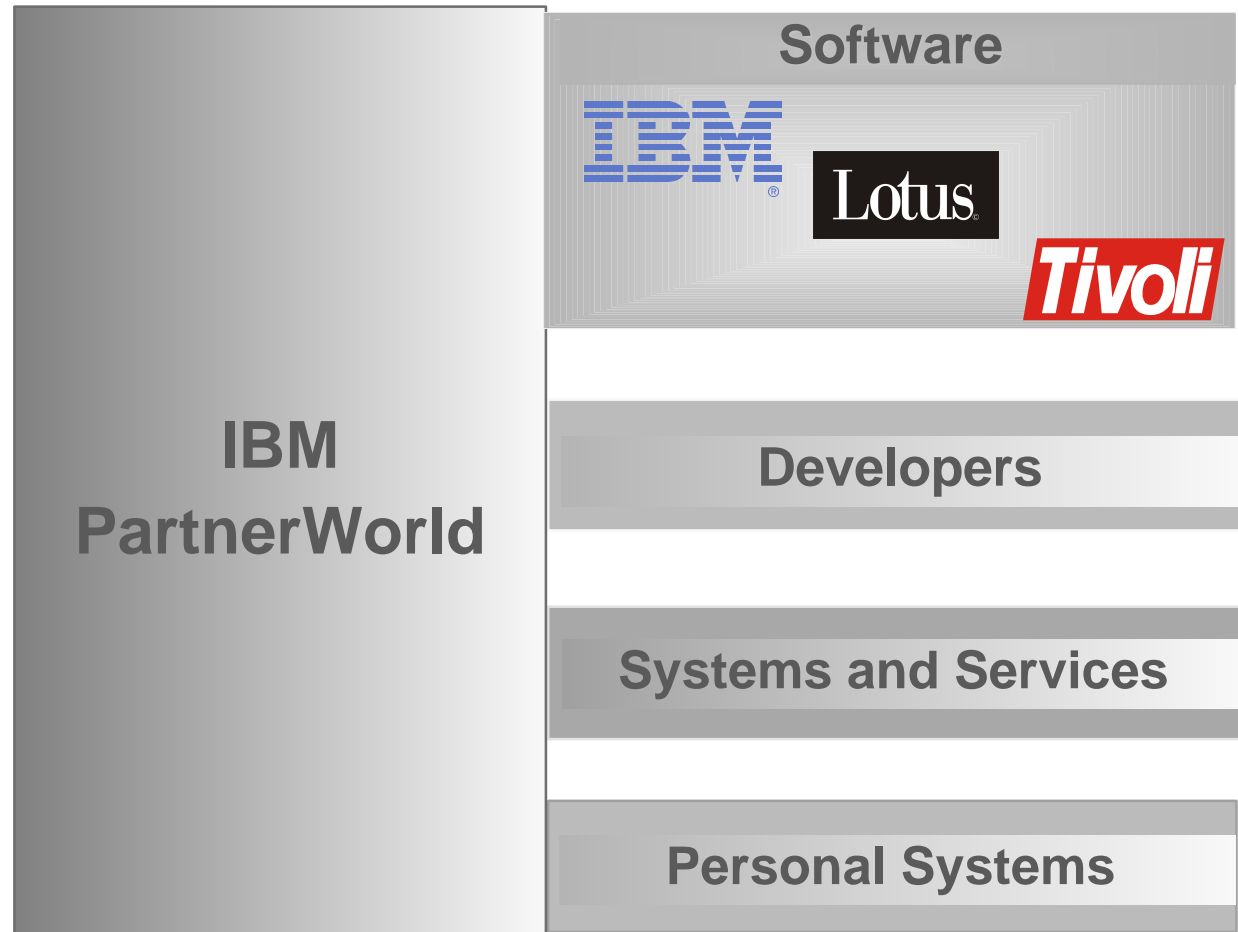 IBM
PartnerWorld
Software
IBM®
Lotus©
Tivoli
Developers
Systems and Services
Personal Systems